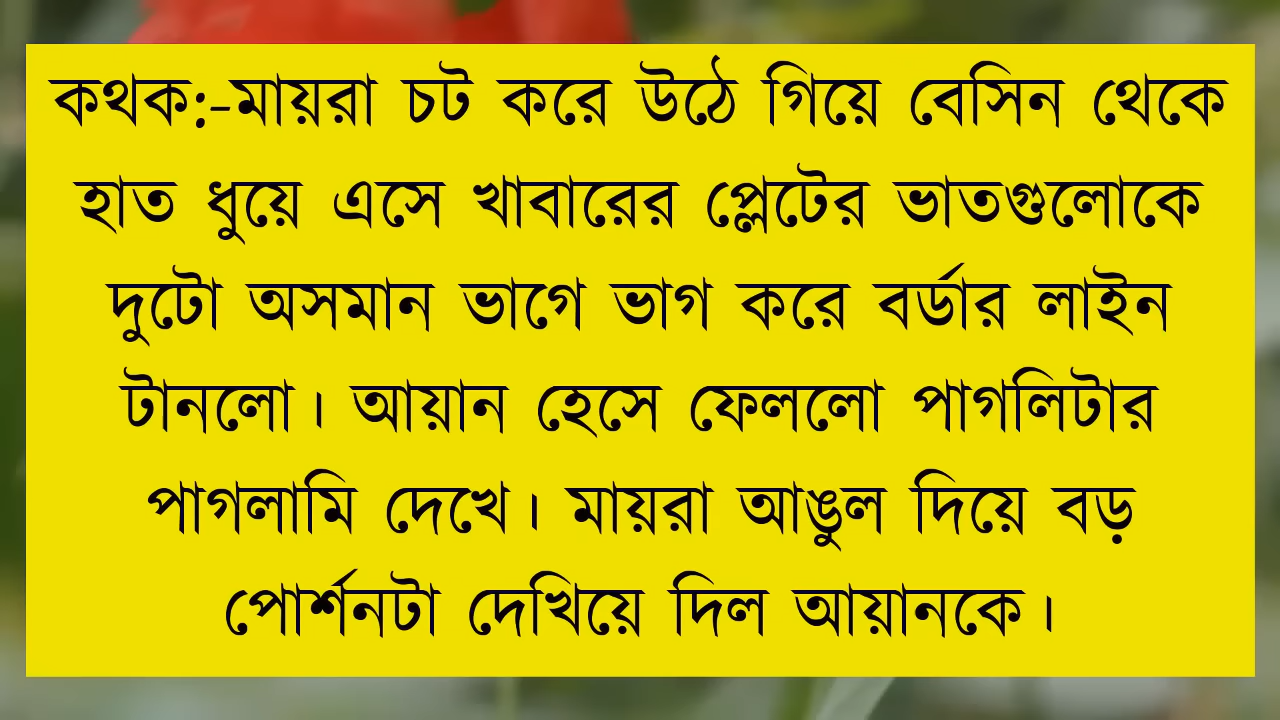 কথক:-মায়রা চট করে উঠে গিয়ে বেসিন থেকে
হাত ধুয়ে এসে খাবারের প্লেটের ভাতগুলোকে
দুটো অসমান ভাগে ভাগ করে বর্ডার লাইন
টানলো। আয়ান হেসে ফেললো পাগলিটার
পাগলামি দেখে। মায়রা আঙুল দিয়ে বড়
পোর্শনটা দেখিয়ে দিল আয়ানকে।